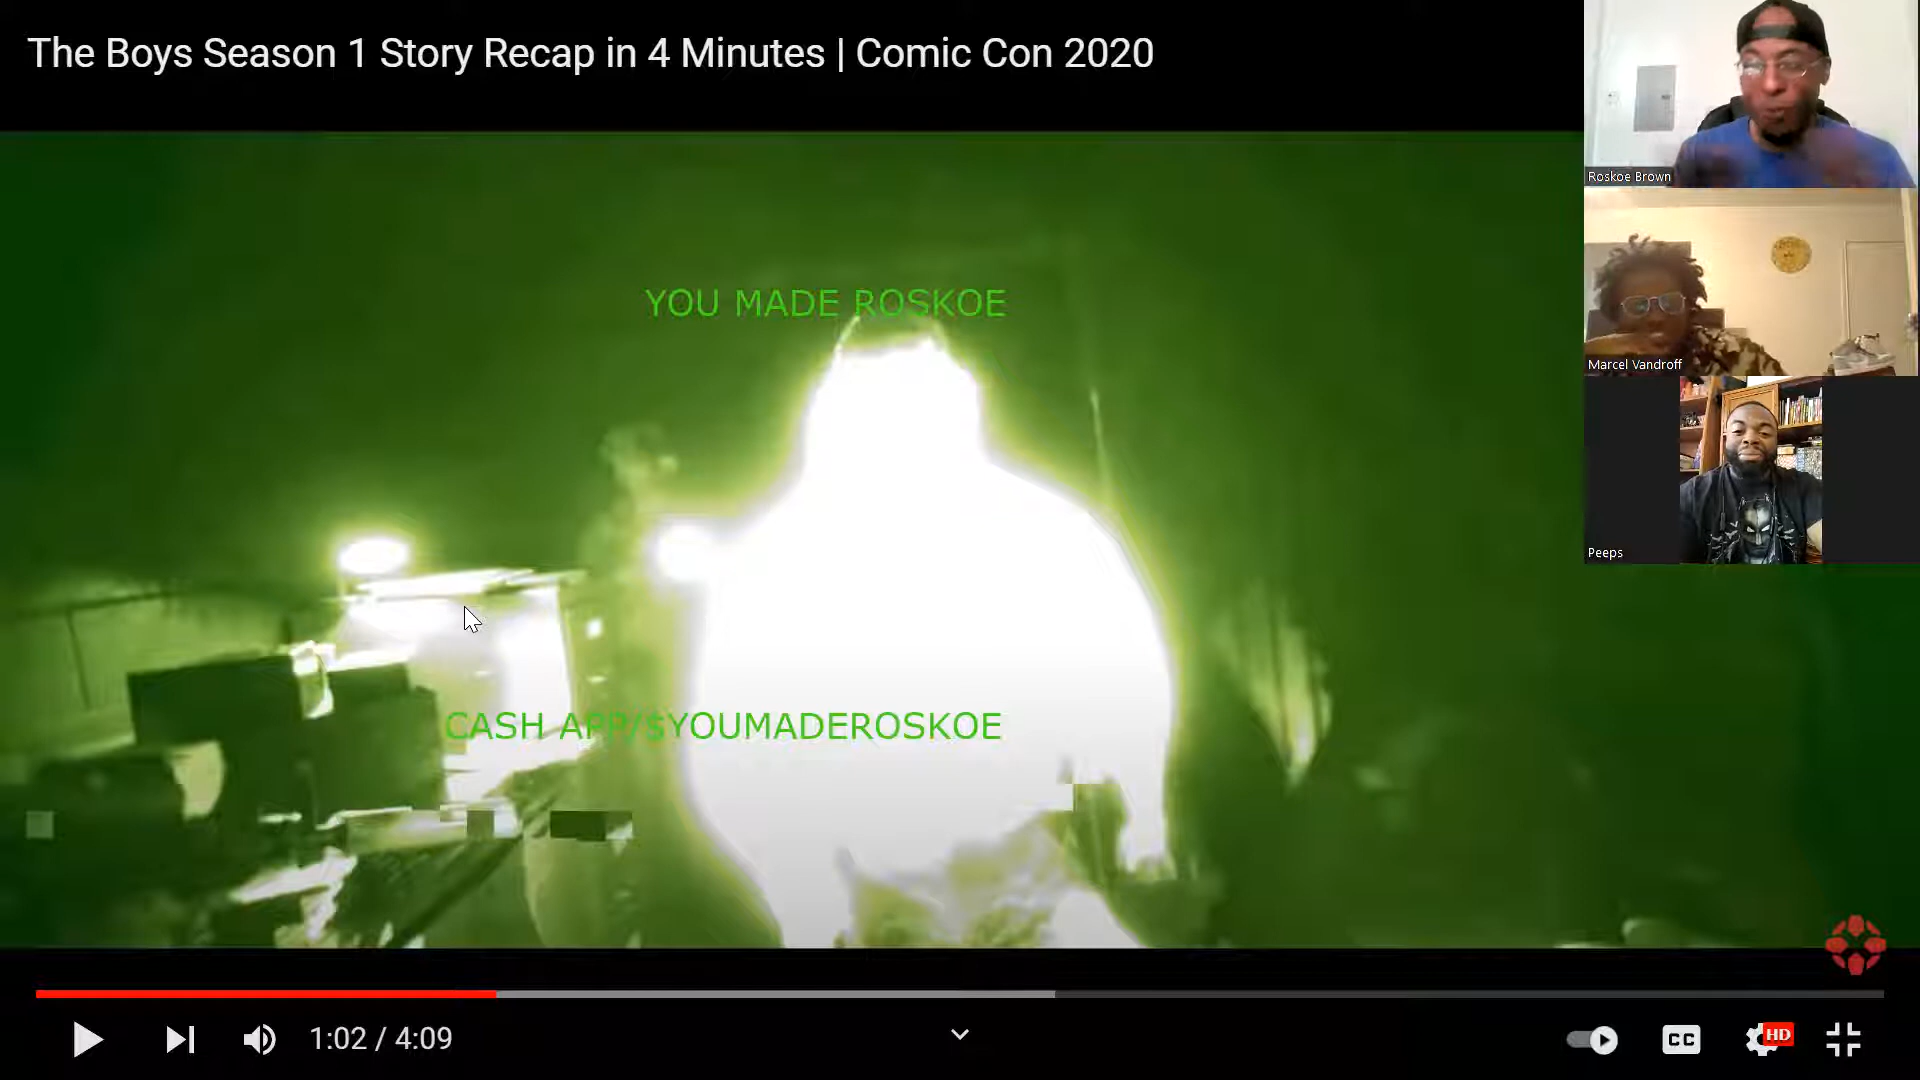 The Boys Season 1 Story Recap in 4 Minutes | Comic Con 2020
Roskoe Brown
YOU MADE ROSKOE
Marcel Vandroff
Peeps
CASH APP/$YOUMADEROSKOE
1:02 / 4:09
CC
HD